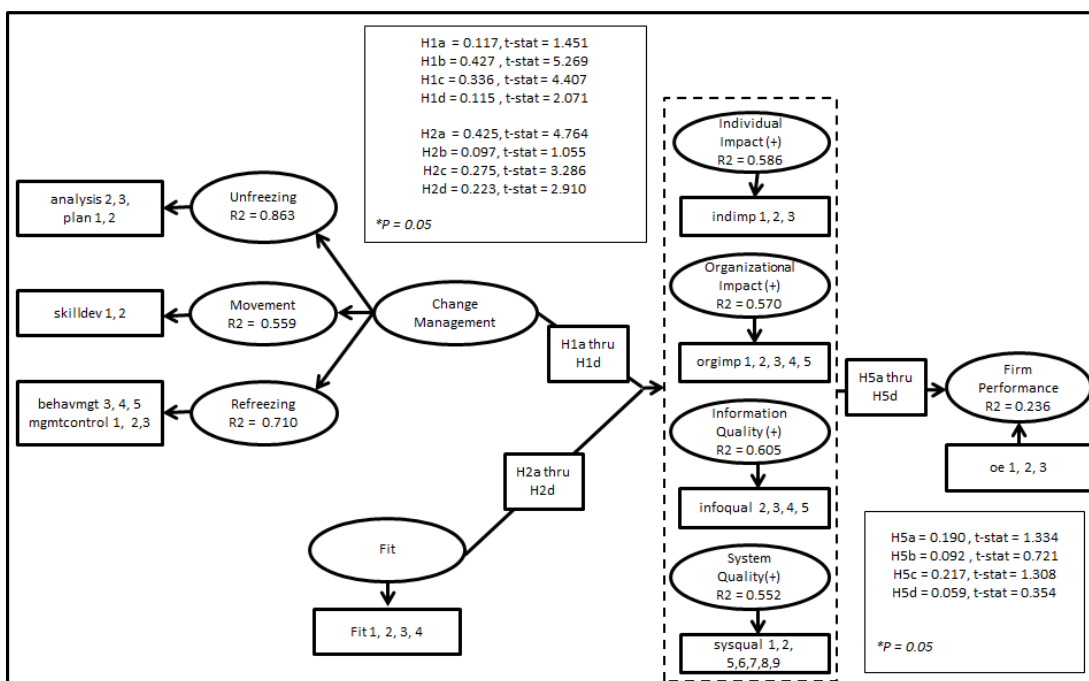 H1a = 0.117, t-stat = 1.451
H1b = 0.427 , t-stat = 5.269
H1c = 0.336, t-stat = 4.407
H1d = 0.115, t-stat = 2.071
H2a = 0.425, t-stat = 4.764
H2b = 0.097, t-stat = 1.055
H2c = 0.275, t-stat = 3.286
H2d = 0.223, t-stat = 2.910
*P = 0.05
analysis 2, 3,
plan 1, 2
Unfreezing
R2 = 0.863
skilldev 1, 2
Movement
R2 = 0.559
behavmgt 3, 4, 5
mgmtcontrol 1, 2,3
Refreezing
R2 = 0.710
Change
Management
H1a thru
H1d
H2a thru
H2d
Fit
Fit 1, 2, 3, 4
Individual
Impact (+)
R2 = 0.586
indimp 1, 2, 3
Organizational
Impact (+)
R2 = 0.570
orgimp 1, 2, 3, 4, 5
Information
Quality (+)
R2 = 0.605
infoqual 2, 3, 4, 5
System
Quality(+)
R2 = 0.552
sysqual 1, 2,
5,6,7,8,9
H5a thru
H5d
Firm
Performance
R2 = 0.236
oe 1, 2, 3
H5a = 0.190 , t-stat = 1.334
H5b = 0.092 , t-stat = 0.721
H5c = 0.217 , t-stat = 1.308
H5d = 0.059 , t-stat = 0.354
*P = 0.05